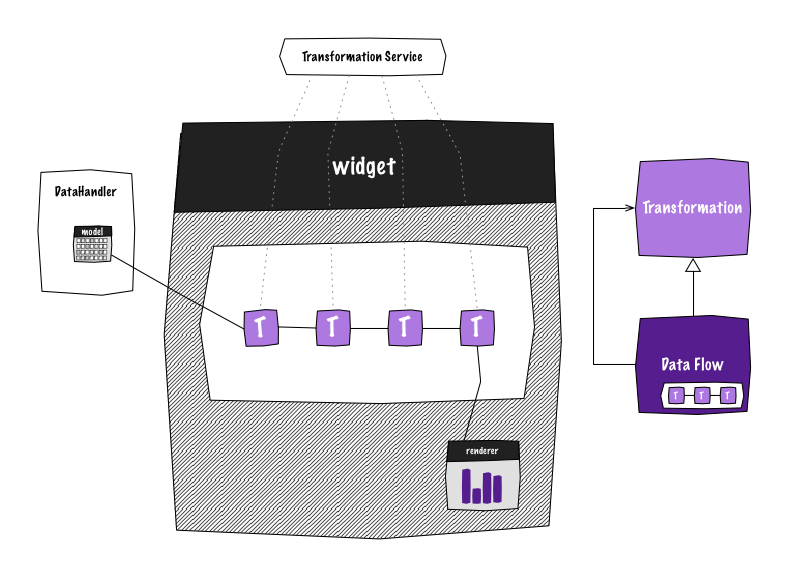 Transformation Service
widget
DataHandler
model
Transformation
T
T
T
T
Data Flow
T
T
T
renderer